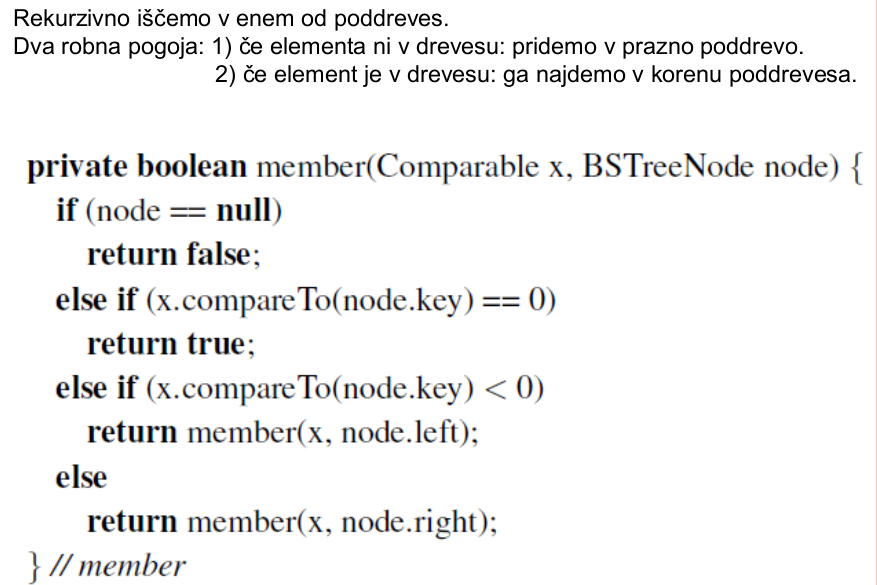 Rekurzivno iščemo v enem od poddreves.
Dva robna pogoja: 1) če elementa ni v drevesu: pridemo v prazno poddrevo.
2) če element je v drevesu: ga najdemo v korenu poddrevesa.
private boolean member(Comparable x, BSTreeNode node) {
if (node == null)
return false;
else if (x.compareTo(node.key) == 0)
return true;
else if (x.compareTo(node.key) < 0)
return member(x, node.left);
else
return member(x, node.right);
} // member